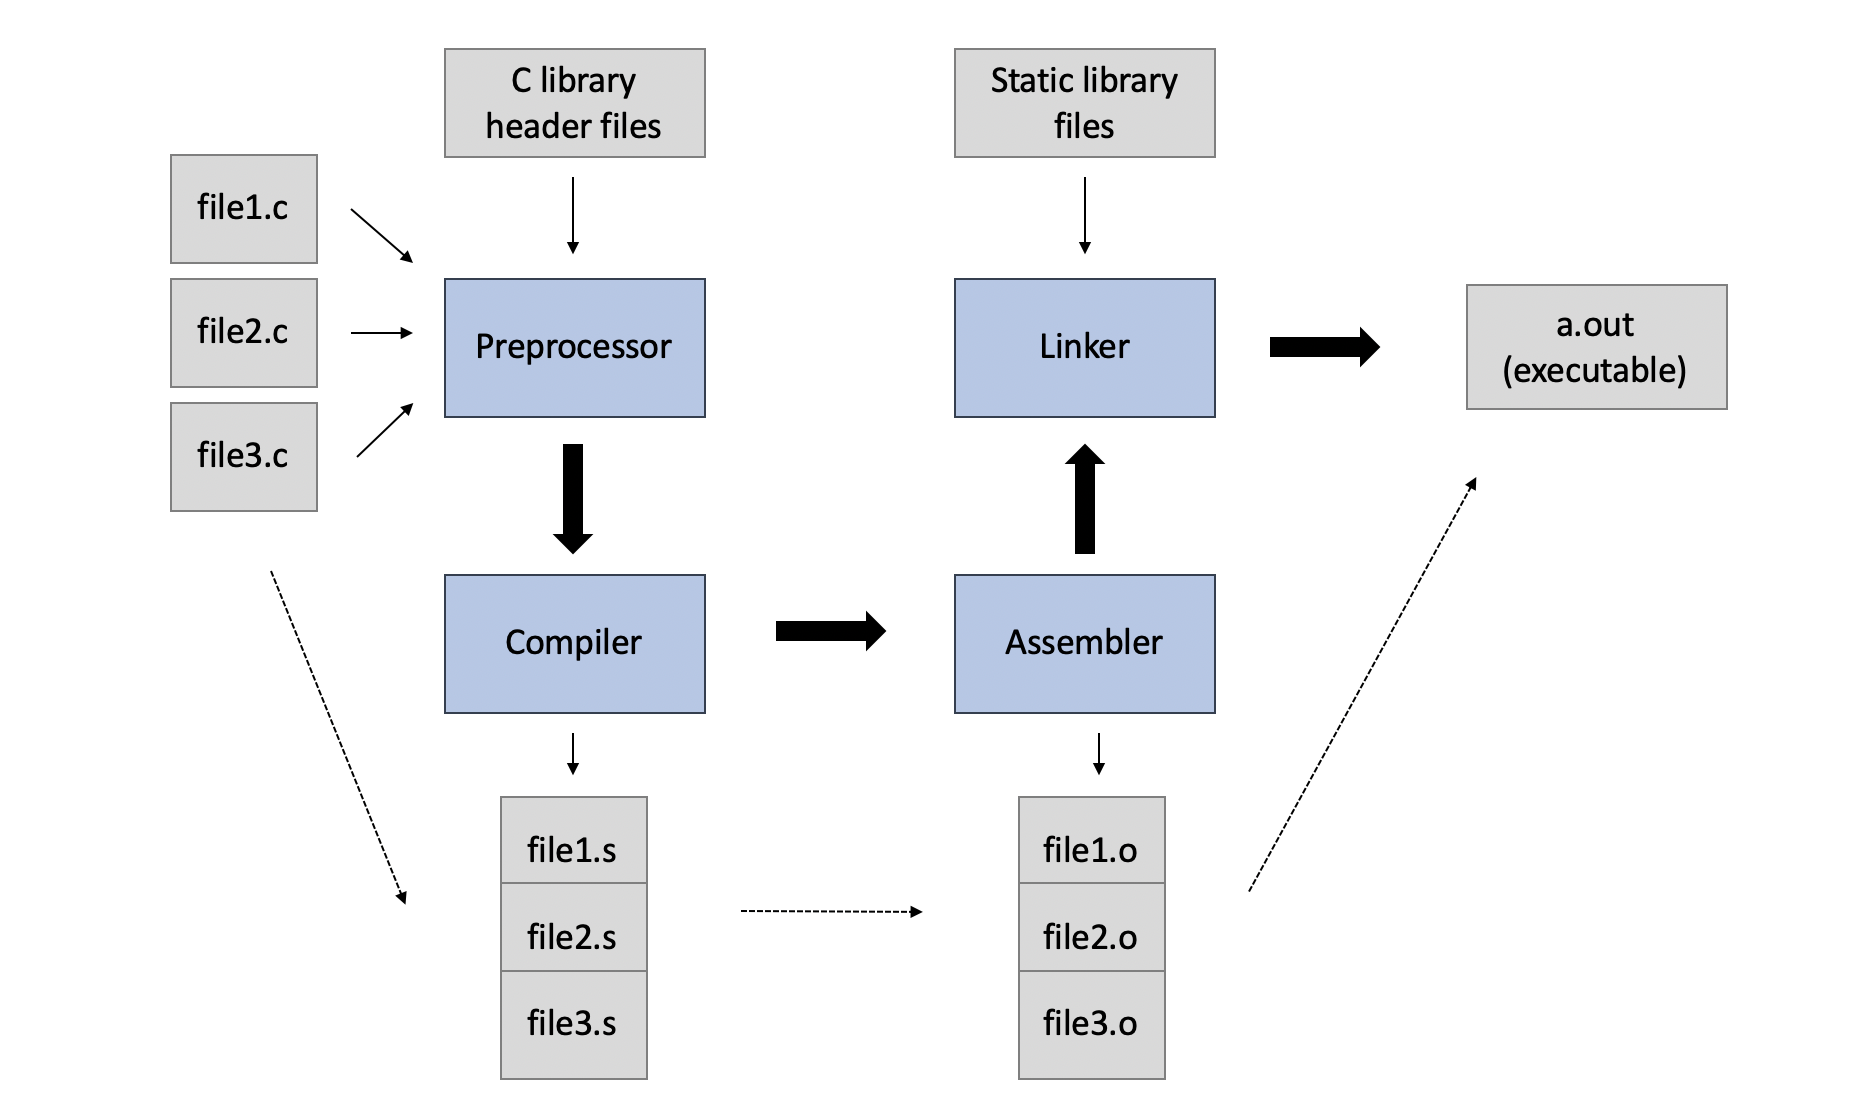 C library
header files
Static library
files
file1.c
file2.c
file3.c
Preprocessor
Linker
a.out
(executable)
Compiler
Assembler
file1.s
file2.s
file3.s
file1.o
file2.o
file3.o